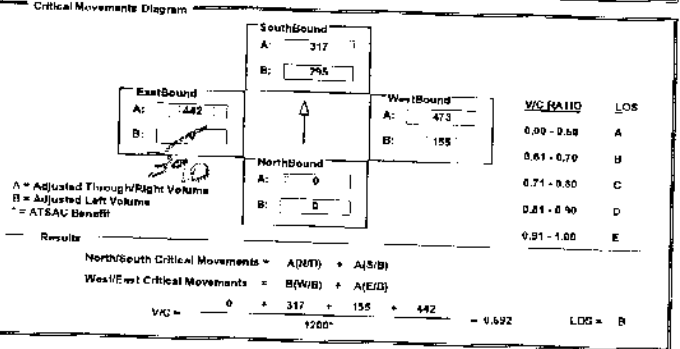 Critical Movements Diagram
SouthBound
A: 317
B: 295
EastBound
A: 442
B: 0
WestBound
A: 473
B: 155
NorthBound
A: 0
B: 0
V/C RATIO LOS
0.00 - 0.60 A
0.61 - 0.70 B
0.71 - 0.80 C
0.81 - 0.90 D
0.91 - 1.00 E
A = Adjusted Through/Right Volume
B = Adjusted Left Volume
* = ATSAC Benefit
Results
North/South Critical Movements = A(N/B) + A(S/B)
West/East Critical Movements = B(W/B) + A(E/B)
V/C = 0 + 317 + 155 + 442 = 0.692 LOS = B
1200*